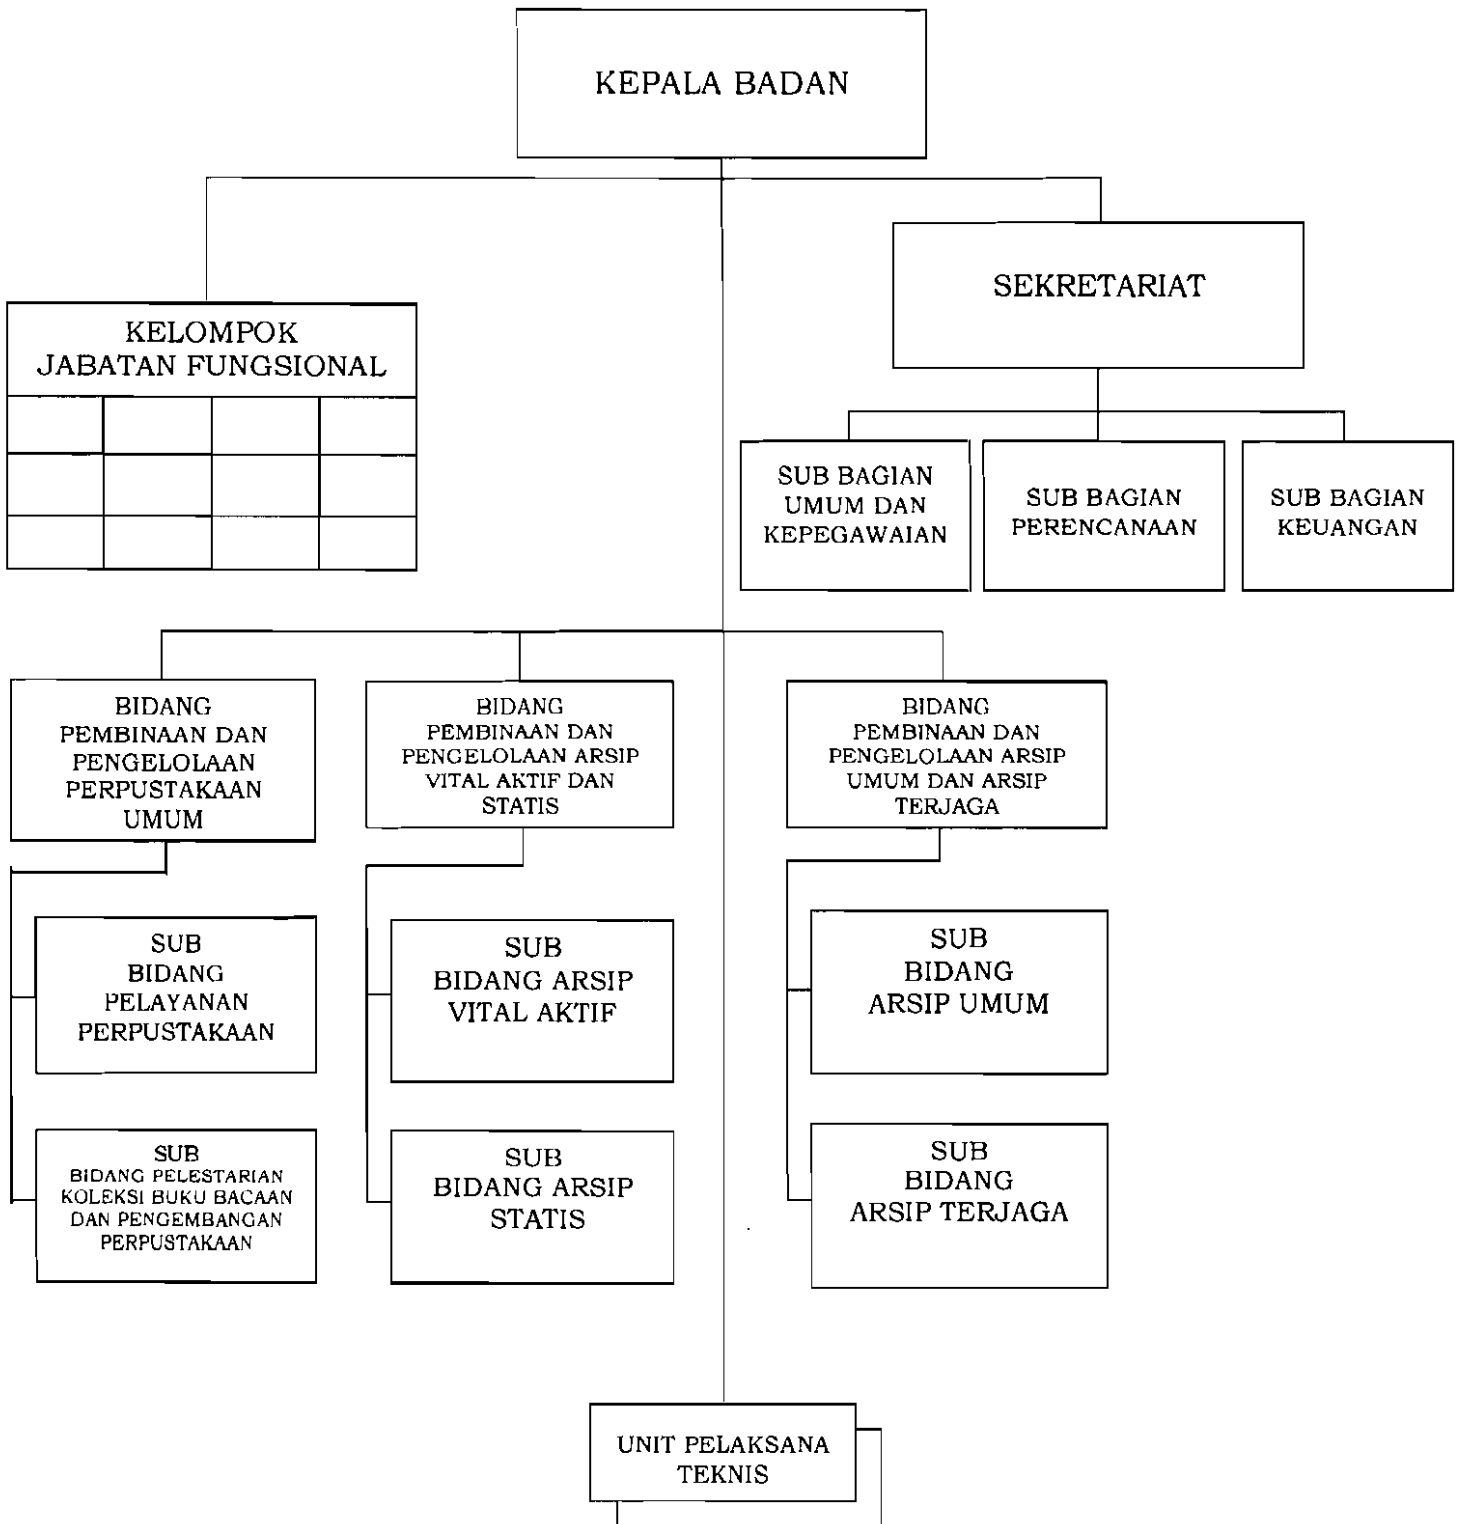 KEPALA BADAN
SEKRETARIAT
KELOMPOK
JABATAN FUNGSIONAL
SUB BAGIAN
UMUM DAN
KEPEGAWAIAN
SUB BAGIAN
PERENCANAAN
SUB BAGIAN
KEUANGAN
BIDANG
PEMBINAAN DAN
PENGELOLAAN
PERPUSTAKAAN
UMUM
BIDANG
PEMBINAAN DAN
PENGELOLAAN ARSIP
VITAL AKTIF DAN
STATIS
BIDANG
PEMBINAAN DAN
PENGELOLAAN ARSIP
UMUM DAN ARSIP
TERJAGA
SUB
BIDANG
PELAYANAN
PERPUSTAKAAN
SUB
BIDANG ARSIP
VITAL AKTIF
SUB
BIDANG
ARSIP UMUM
SUB
BIDANG PELESTARIAN
KOLEKSI BUKU BACAAN
DAN PENGEMBANGAN
PERPUSTAKAAN
SUB
BIDANG ARSIP
STATIS
SUB
BIDANG
ARSIP TERJAGA
UNIT PELAKSANA
TEKNIS